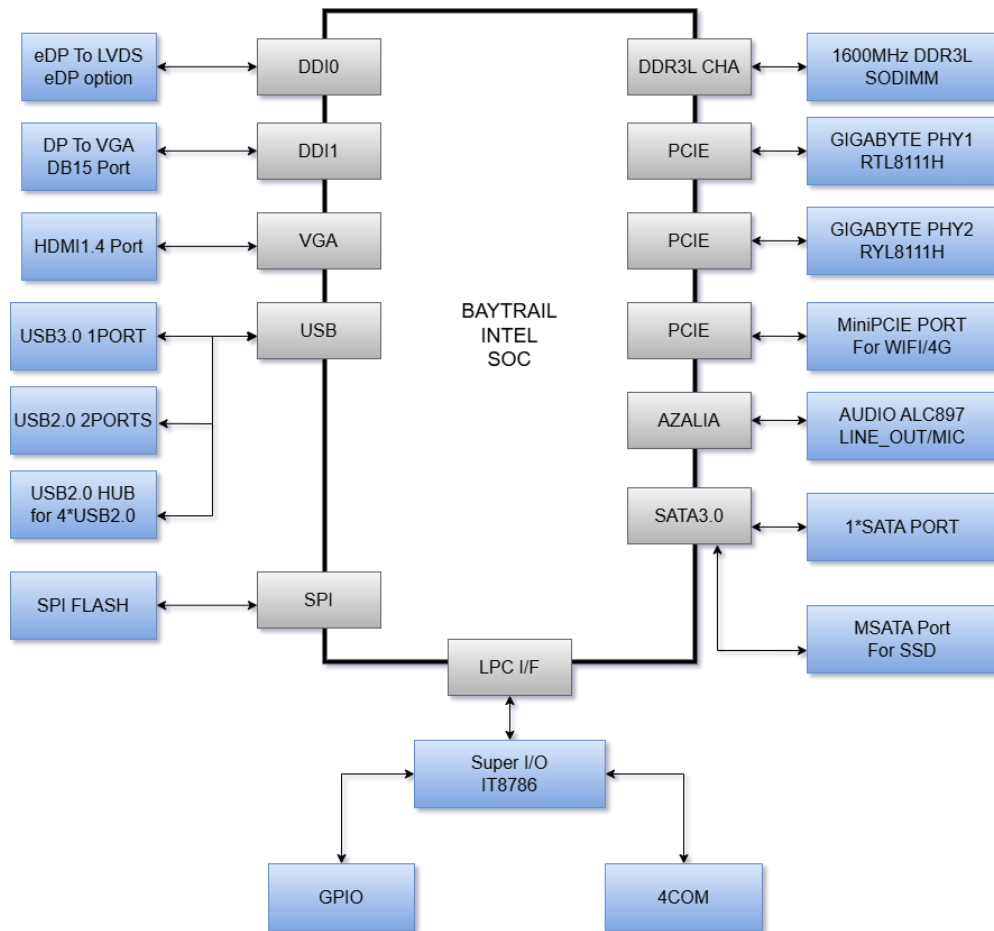 eDP To LVDS
eDP option
DDI0
DDR3L CHA
1600MHz DDR3L
SODIMM
DP To VGA
DB15 Port
DDI1
PCIE
GIGABYTE PHY1
RTL8111H
HDMI1.4 Port
VGA
PCIE
GIGABYTE PHY2
RYL8111H
USB3.0 1PORT
USB
BAYTRAIL
INTEL
SOC
PCIE
MiniPCIE PORT
For WIFI/4G
USB2.0 2PORTS
AZALIA
AUDIO ALC897
LINE_OUT/MIC
USB2.0 HUB
for 4*USB2.0
SATA3.0
1*SATA PORT
SPI FLASH
SPI
MSATA Port
For SSD
LPC I/F
Super I/O
IT8786
GPIO
4COM